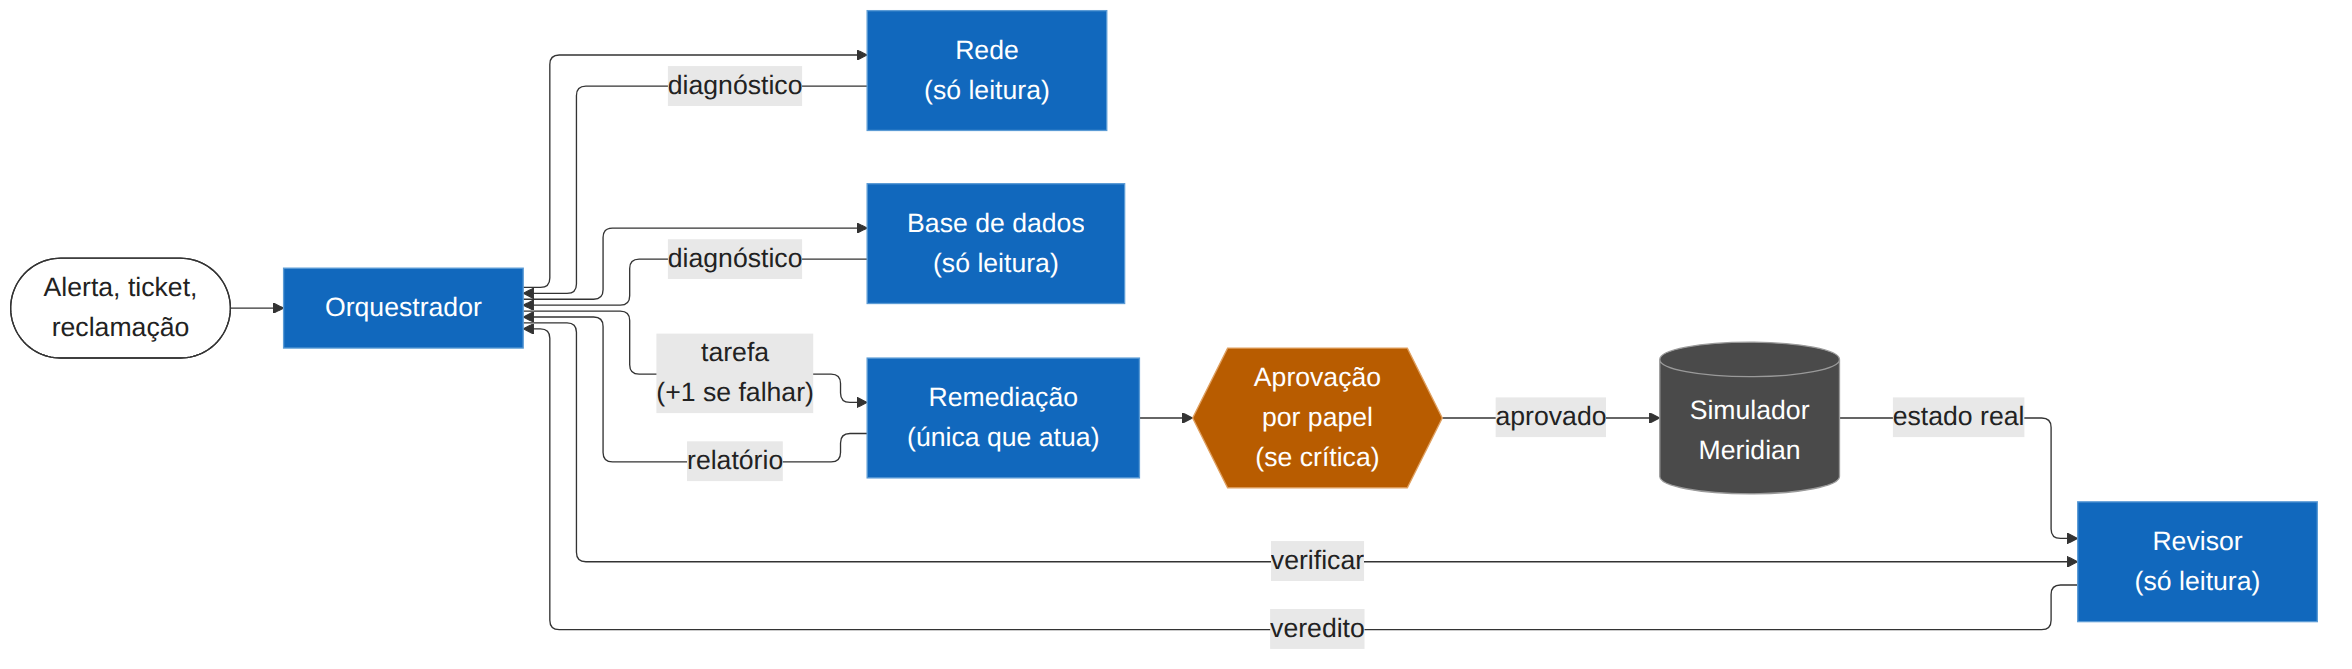 Rede
(só leitura)
diagnóstico
Base de dados
(só leitura)
diagnóstico
Alerta, ticket,
reclamação
Orquestrador
tarefa
(+1 se falhar)
Remediação
(única que atua)
relatório
Aprovação
por papel
(se crítica)
aprovado
Simulador
Meridian
estado real
Revisor
(só leitura)
verificar
veredito